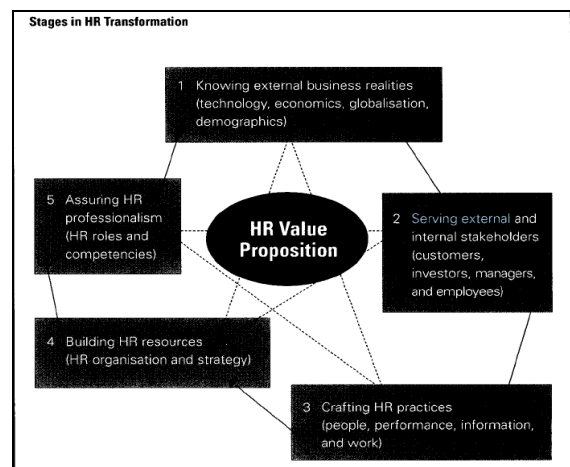 Stages in HR Transformation
1 Knowing external business realities
(technology, economics, globalisation,
demographics)
5 Assuring HR
professionalism
(HR roles and
competencies)
HR Value
Proposition
2 Serving external and
internal stakeholders
(customers,
investors, managers,
and employees)
4 Building HR resources
(HR organisation and strategy)
3 Crafting HR practices
(people, performance, information,
and work)